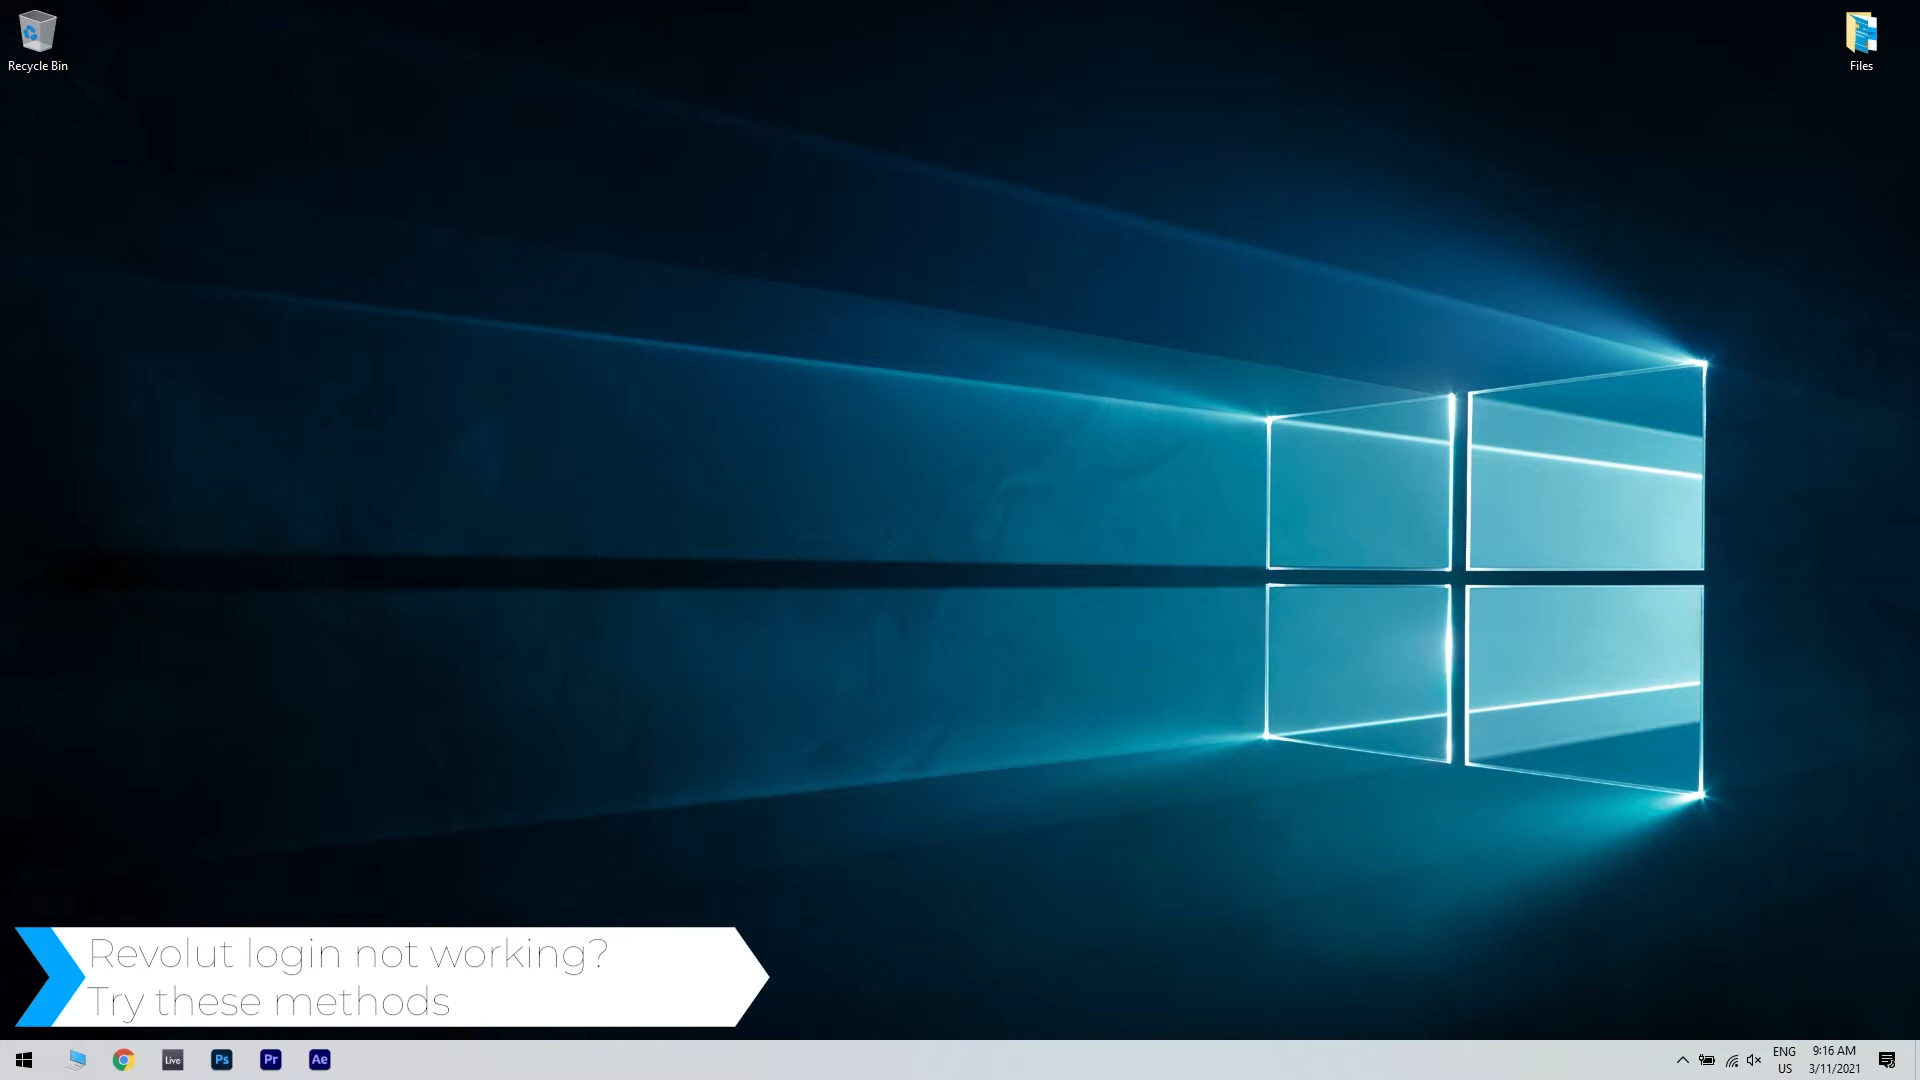 Recycle Bin
Files
Revolut login not working?
Try these methods
Live
Ps
Pr
Ae
ENG
US
9:16 AM
3/11/2021